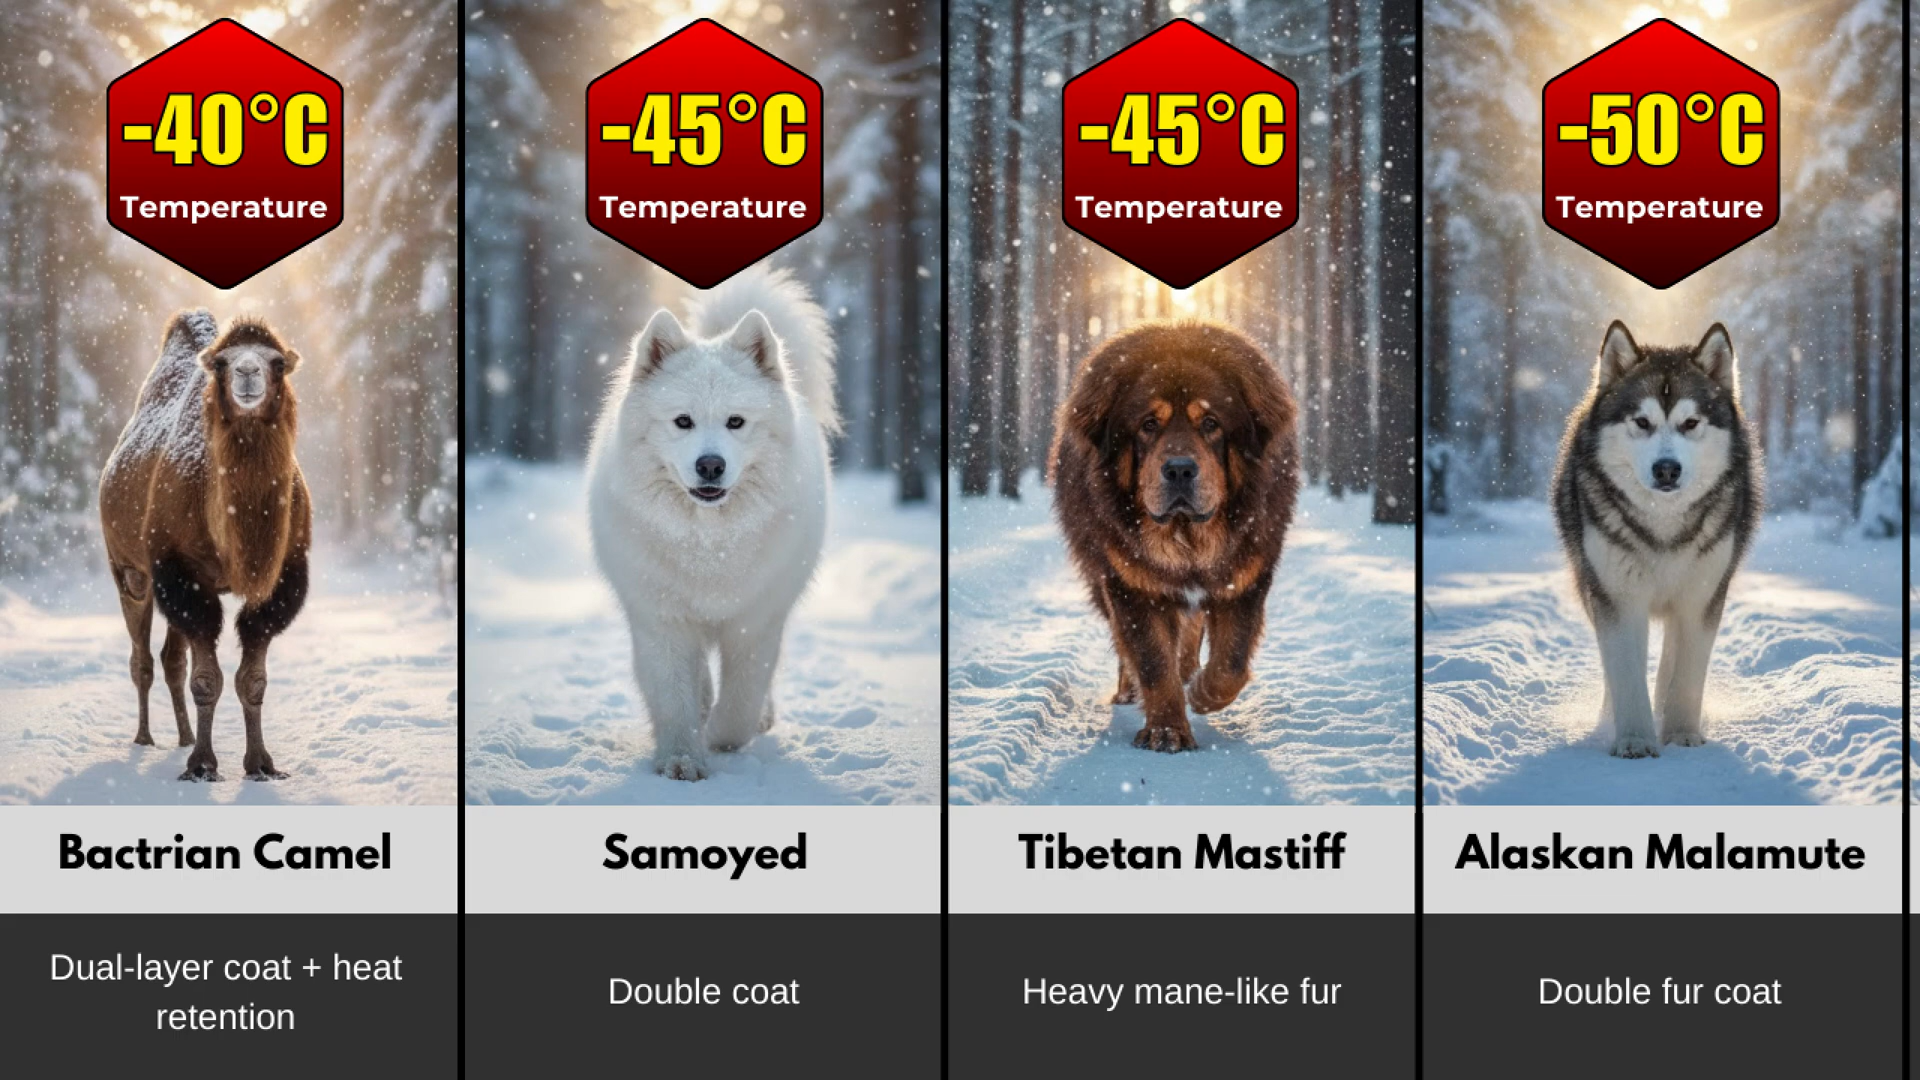 -40°C
Temperature
Bactrian Camel
Dual-layer coat + heat
retention
-45°C
Temperature
Samoyed
Double coat
-45°C
Temperature
Tibetan Mastiff
Heavy mane-like fur
-50°C
Temperature
Alaskan Malamute
Double fur coat